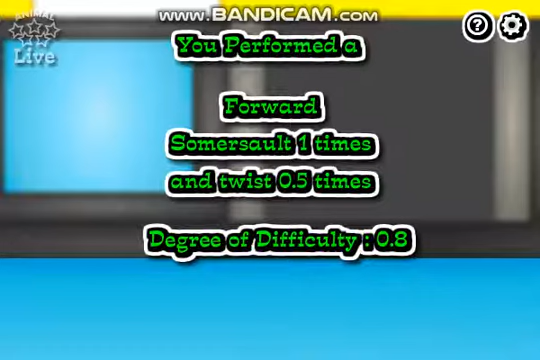 www.BANDICAM.com
ANIMAL
Live
?
You Performed a
Forward
Somersault 1 times
and twist 0.5 times
Degree of Difficulty : 0.8